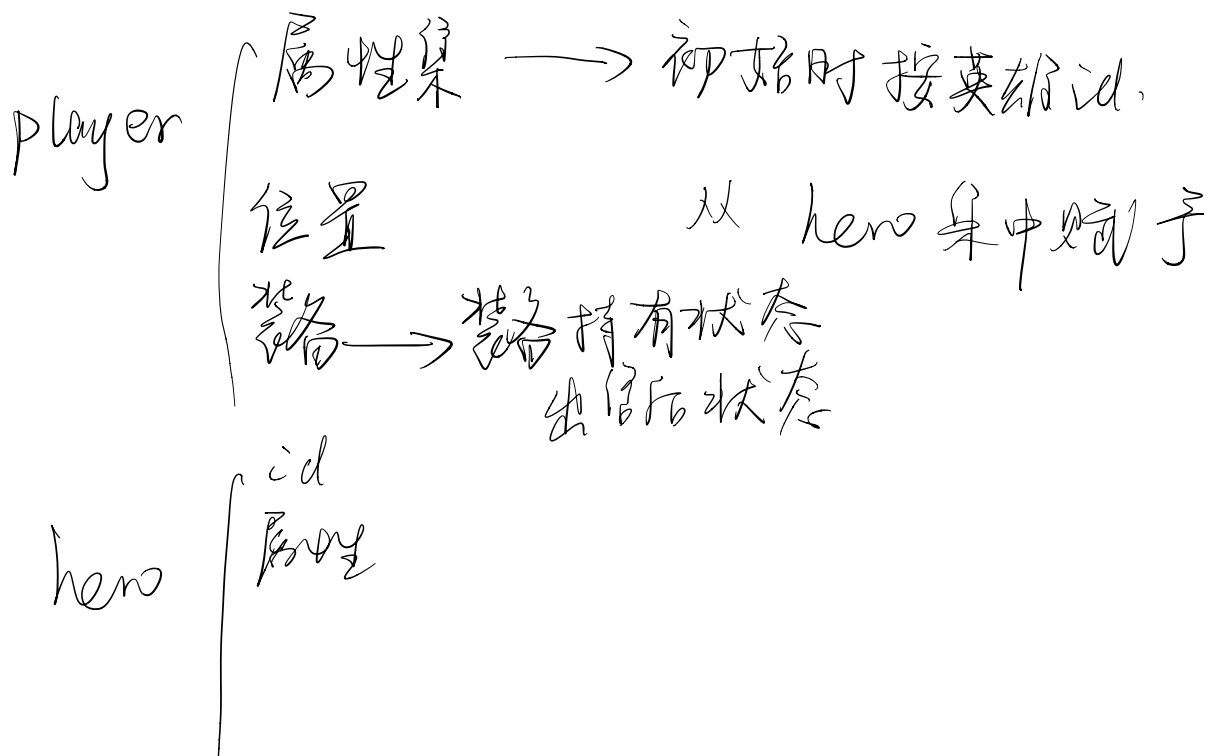 player
属性集 → 初始时按英雄id.
从 hero 集中赋予
位置
装备 → 装备持有状态
出售后状态
hero
id
属性